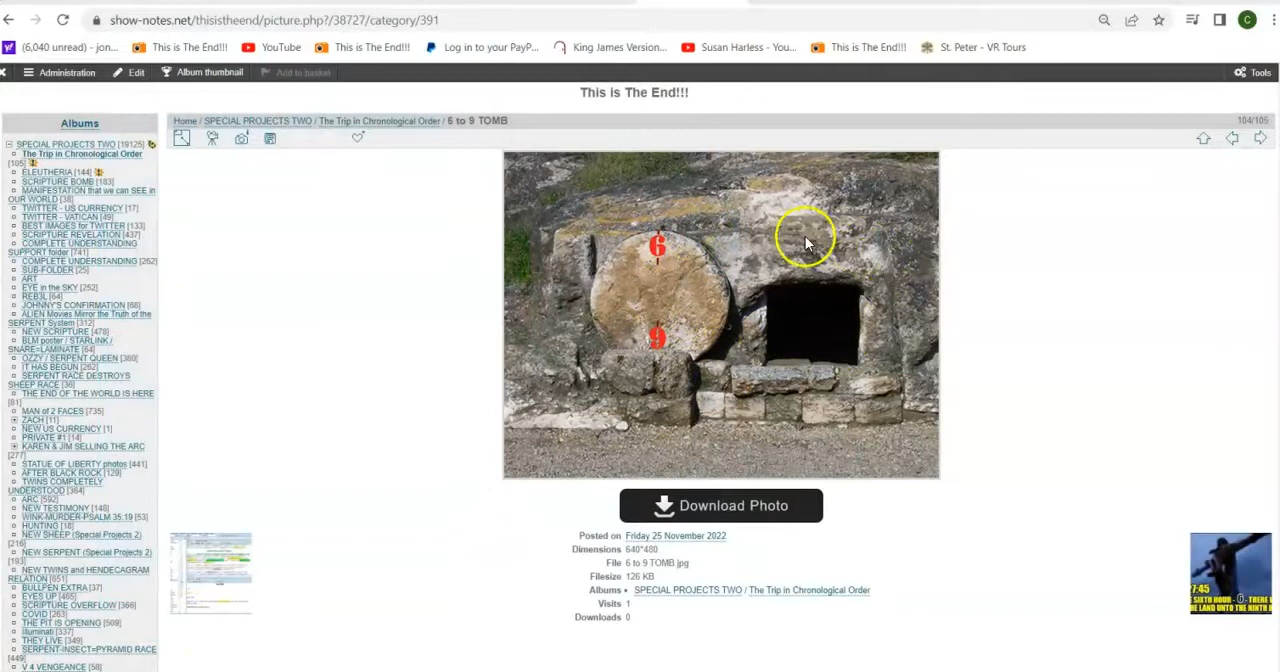 show-notes.net/thisistheend/picture.php?/38727/category/391
(6,040 unread) - jon...
This is The End!!!
YouTube
This is The End!!!
Log in to your PayP...
King James Version...
Susan Harless - You...
This is The End!!!
St. Peter - VR Tours
C
Administration
Edit
Album thumbnail
Add to basket
Tools
This is The End!!!
Albums
Home / SPECIAL PROJECTS TWO / The Trip in Chronological Order / 6 to 9 TOMB
104/105
SPECIAL PROJECTS TWO [19125]
The Trip in Chronological Order
[105]
ELEUTHERIA [144]
SCRIPTURE BOMB [183]
MANIFESTATION that we can SEE in
OUR WORLD [38]
TWITTER - US CURRENCY [17]
TWITTER - VATICAN [49]
BEST IMAGES for TWITTER [133]
SCRIPTURE REVELATION [437]
COMPLETE UNDERSTANDING
SUPPORT folder [741]
COMPLETE UNDERSTANDING [262]
SUB-FOLDER [25]
ART
EYE in the SKY [252]
REB3L [64]
JOHNNY'S CONFIRMATION [68]
ALIEN Movies Mirror the Truth of the
SERPENT System [312]
NEW SCRIPTURE [478]
BLM poster / STARLINK /
SNARE=LAMINATE [64]
OZZY / SERPENT QUEEN [380]
IT HAS BEGUN [262]
SERPENT RACE DESTROYS
SHEEP RACE [36]
THE END OF THE WORLD IS HERE
[81]
MAN of 2 FACES [735]
ZACH [11]
NEW US CURRENCY [1]
PRIVATE #1 [14]
KAREN & JIM SELLING THE ARC
[277]
STATUE OF LIBERTY photos [441]
AFTER BLACK ROCK [129]
TWINS COMPLETELY
UNDERSTOOD [364]
ARC [592]
NEW TESTIMONY [148]
WINK-MURDER-PSALM 35:19 [53]
HUNTING [18]
NEW SHEEP (Special Projects 2)
[216]
NEW SERPENT (Special Projects 2)
[193]
NEW TWINS and HENDECAGRAM
RELATION [651]
BULLPEN EXTRA [37]
EYES UP [465]
SCRIPTURE OVERFLOW [366]
COVID [263]
THE PIT IS OPENING [509]
Illuminati [337]
THEY LIVE [349]
SERPENT-INSECT=PYRAMID RACE
V 4 VENGEANCE [58]
6
9
Download Photo
Posted on Friday 25 November 2022
Dimensions 640*480
File 6 to 9 TOMB.jpg
Filesize 126 KB
Albums SPECIAL PROJECTS TWO / The Trip in Chronological Order
Visits 1
Downloads 0
27:45
SIXTH HOUR - 6 - THERE
HE LAND UNTO THE NINTH